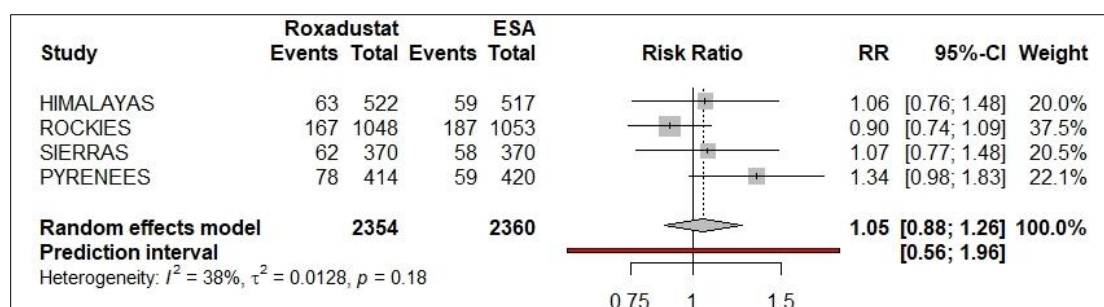 Roxadustat ESA
Study Events Total Events Total Risk Ratio RR 95%-CI Weight
HIMALAYAS 63 522 59 517 1.06 [0.76; 1.48] 20.0%
ROCKIES 167 1048 187 1053 0.90 [0.74; 1.09] 37.5%
SIERRAS 62 370 58 370 1.07 [0.77; 1.48] 20.5%
PYRENEES 78 414 59 420 1.34 [0.98; 1.83] 22.1%
Random effects model 2354 2360 1.05 [0.88; 1.26] 100.0%
Prediction interval [0.56; 1.96]
Heterogeneity: I² = 38%, τ² = 0.0128, p = 0.18
0.75 1 1.5